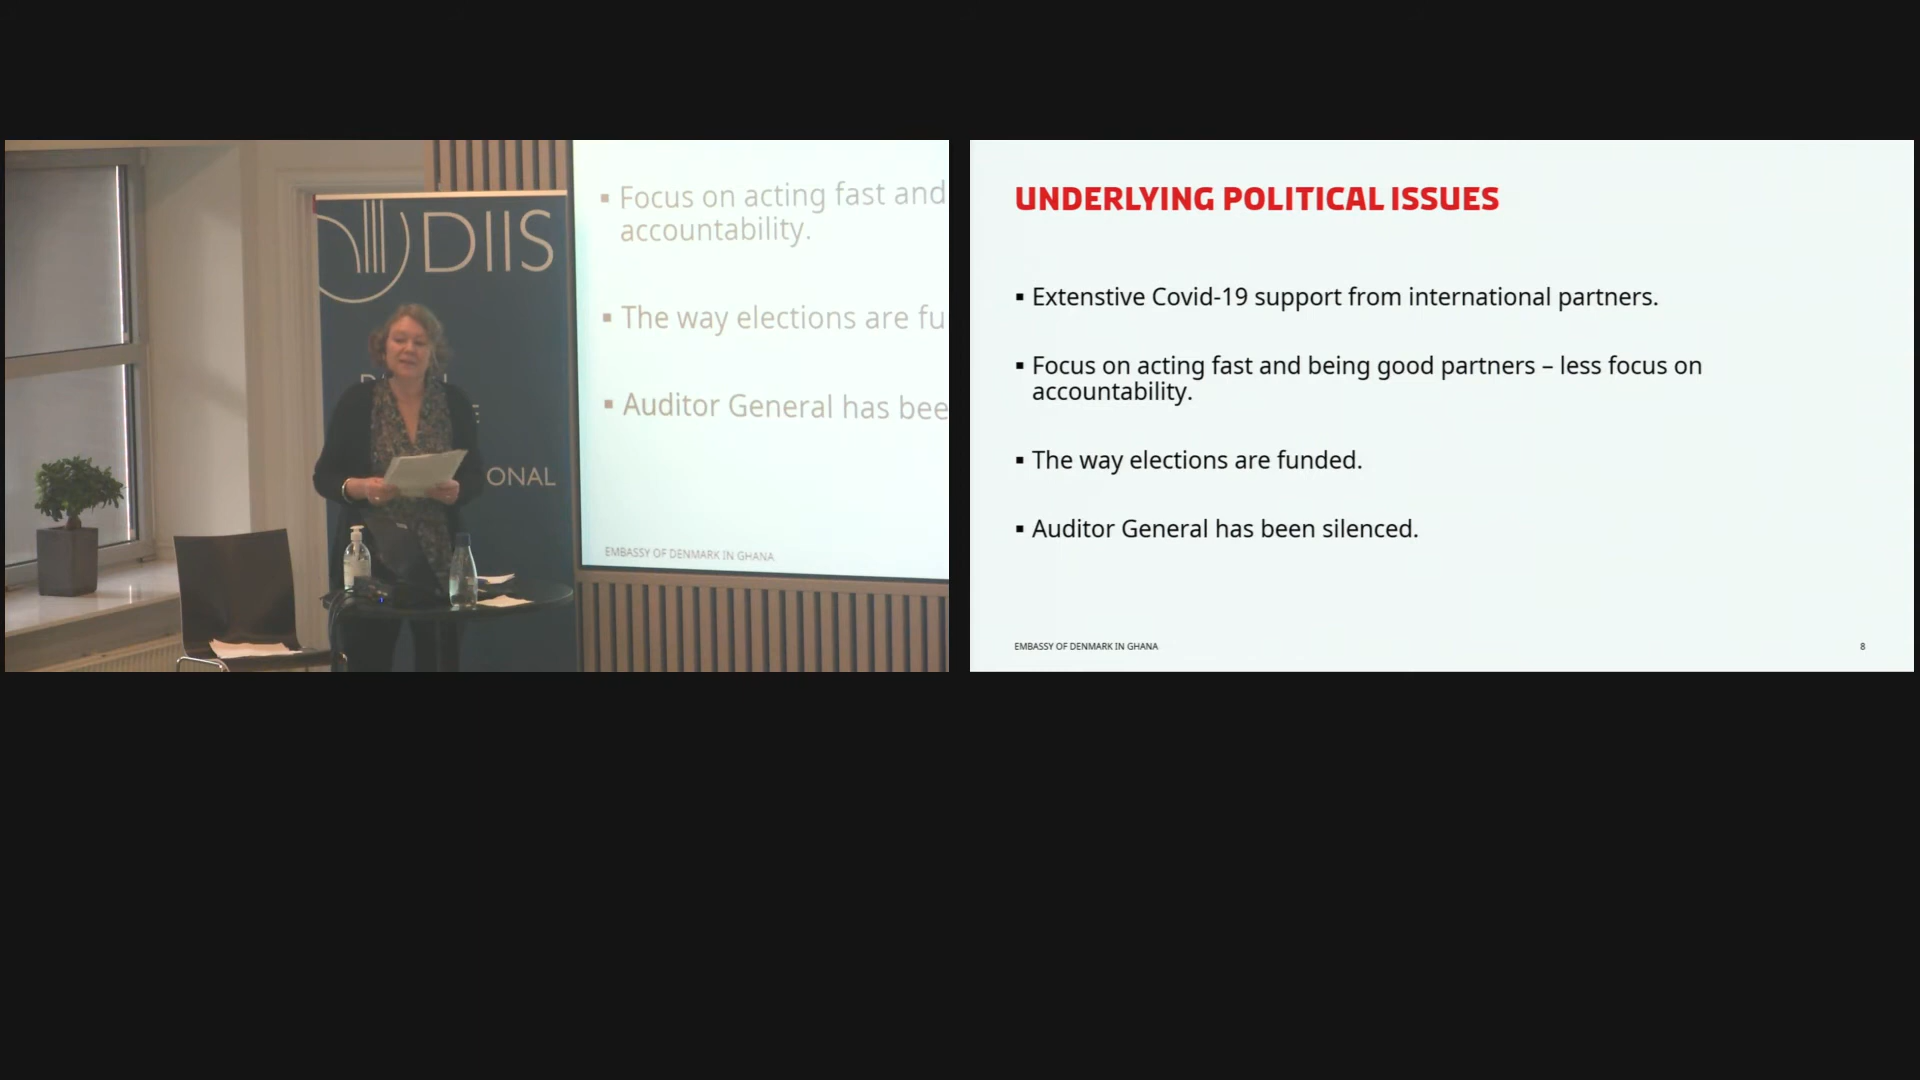 DIIS
ONAL
Focus on acting fast and
accountability.
The way elections are fu
Auditor General has bee
EMBASSY OF DENMARK IN GHANA
UNDERLYING POLITICAL ISSUES
▪ Extenstive Covid-19 support from international partners.
▪ Focus on acting fast and being good partners – less focus on
accountability.
▪ The way elections are funded.
▪ Auditor General has been silenced.
EMBASSY OF DENMARK IN GHANA
8